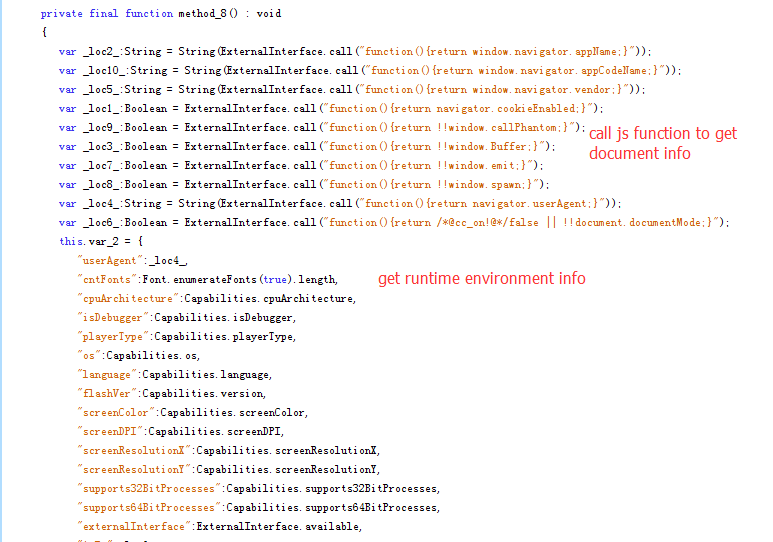 private final function method_8() : void
{
var _loc2_:String = String(ExternalInterface.call("function(){return window.navigator.appName;}"));
var _loc10_:String = String(ExternalInterface.call("function(){return window.navigator.appCodeName;}"));
var _loc5_:String = String(ExternalInterface.call("function(){return window.navigator.vendor;}"));
var _loc1_:Boolean = ExternalInterface.call("function(){return navigator.cookieEnabled;}");
var _loc9_:Boolean = ExternalInterface.call("function(){return !!window.callPhantom;}");
var _loc3_:Boolean = ExternalInterface.call("function(){return !!window.Buffer;}");
var _loc7_:Boolean = ExternalInterface.call("function(){return !!window.emit;}");
var _loc8_:Boolean = ExternalInterface.call("function(){return !!window.spawn;}");
var _loc4_:String = String(ExternalInterface.call("function(){return navigator.userAgent;}"));
var _loc6_:Boolean = ExternalInterface.call("function(){return /*@cc_on!@*/false || !!document.documentMode;}");
call js function to get
document info
this.var_2 = {
"userAgent":_loc4_,
"cntFonts":Font.enumerateFonts(true).length,
get runtime environment info
"cpuArchitecture":Capabilities.cpuArchitecture,
"isDebugger":Capabilities.isDebugger,
"playerType":Capabilities.playerType,
"os":Capabilities.os,
"language":Capabilities.language,
"flashVer":Capabilities.version,
"screenColor":Capabilities.screenColor,
"screenDPI":Capabilities.screenDPI,
"screenResolutionX":Capabilities.screenResolutionX,
"screenResolutionY":Capabilities.screenResolutionY,
"supports32BitProcesses":Capabilities.supports32BitProcesses,
"supports64BitProcesses":Capabilities.supports64BitProcesses,
"externalInterface":ExternalInterface.available,